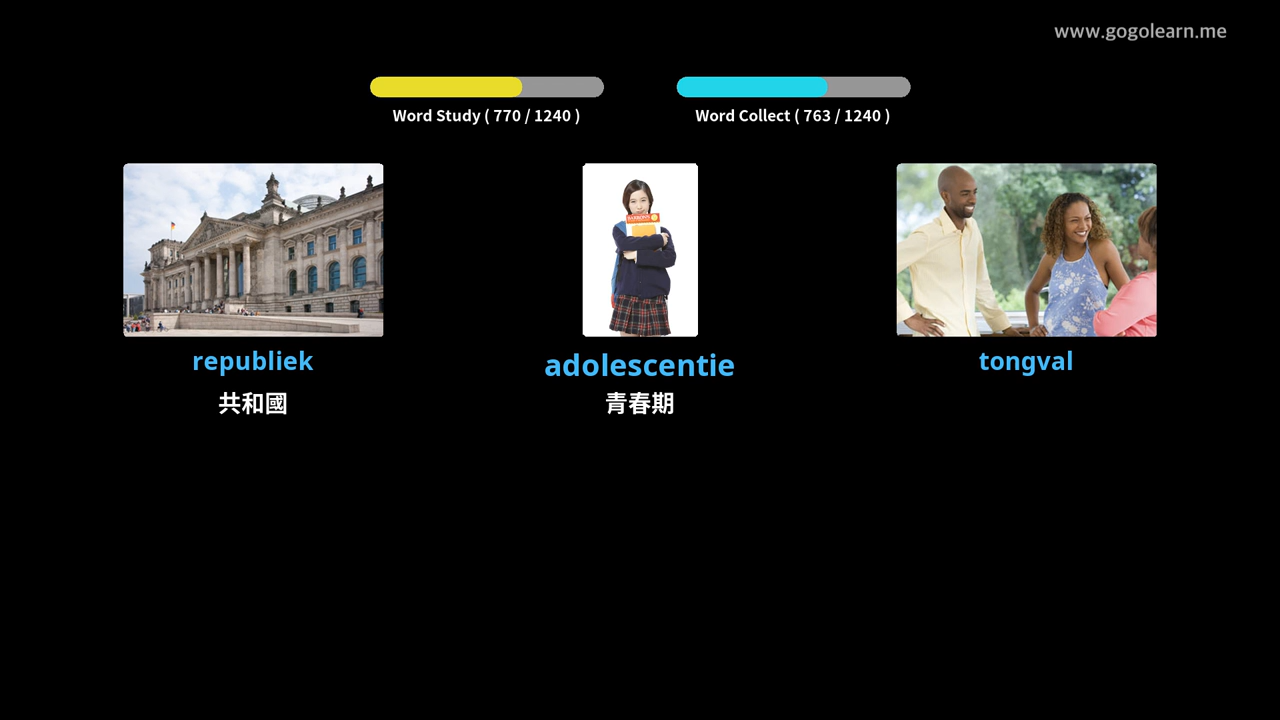 www.gogolearn.me
Word Study ( 770 / 1240 )
Word Collect ( 763 / 1240 )
BARRON'S
republiek
adolescentie
tongval
共和國
青春期